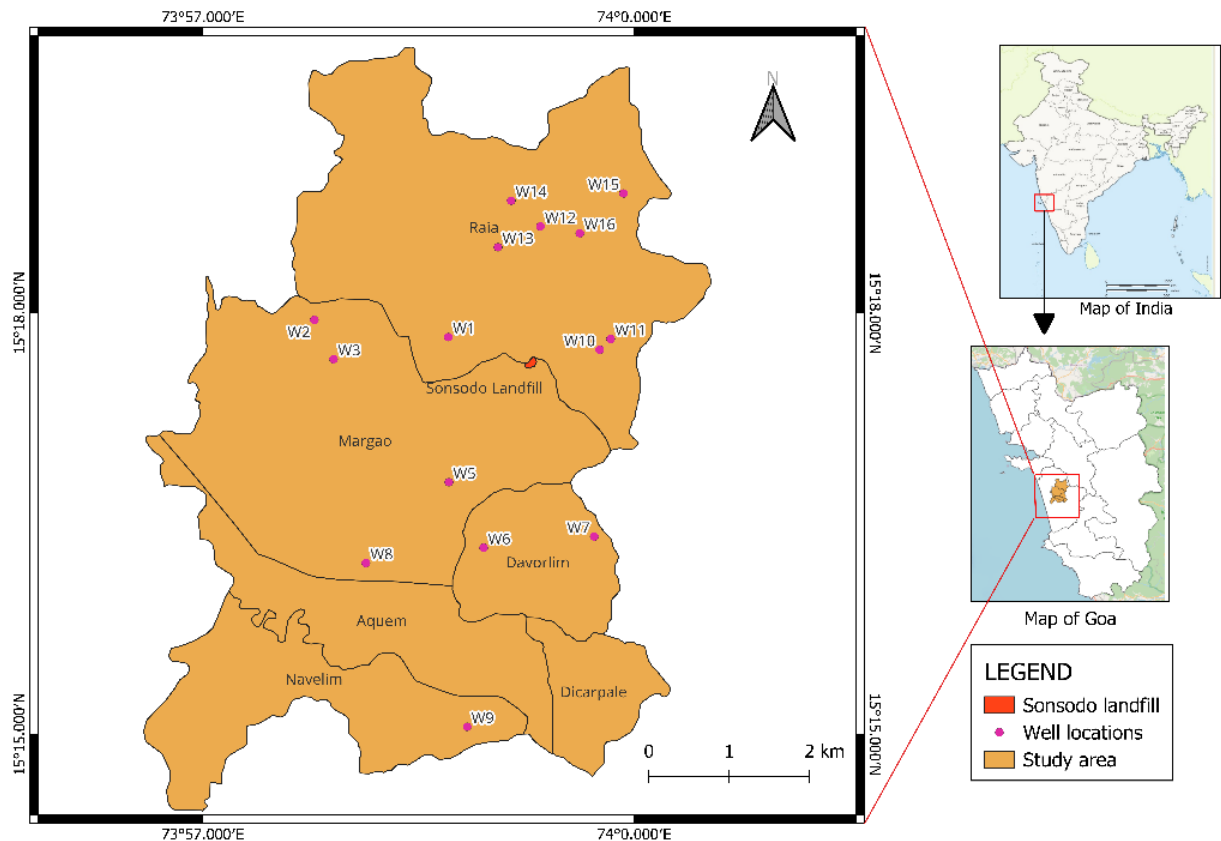 73°57.000′E
74°0.000′E
N
W15
W14
W12
W16
Raia
W13
15°18.000′N
15°18.000′N
W2
W1
W11
W3
W10
Sonsodo Landfill
Margao
W5
W7
W6
Davorlim
W8
Aquem
Navelim
Dicarpale
W9
15°15.000′N
15°15.000′N
0 1 2 km
73°57.000′E
74°0.000′E
Map of India
Map of Goa
LEGEND
Sonsodo landfill
Well locations
Study area